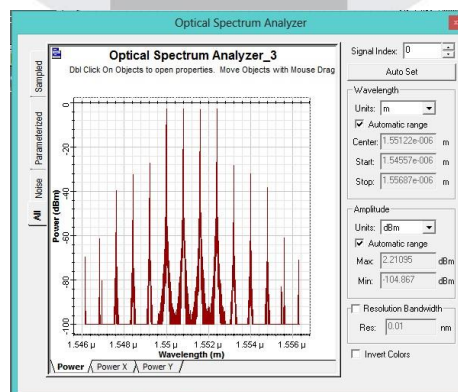 Optical Spectrum Analyzer
Optical Spectrum Analyzer_3
Dbl Click On Objects to open properties. Move Objects with Mouse Drag
Signal Index: 0
Auto Set
Wavelength
Units: m
Automatic range
Center: 1.55122e-006 m
Start: 1.54557e-006 m
Stop: 1.55687e-006 m
Amplitude
Units: dBm
Automatic range
Max: 2.21095 dBm
Min: -104.867 dBm
Resolution Bandwidth
Res: 0.01 nm
Invert Colors
Sampled
Parameterized
Noise
All
Power (dBm)
0
-20
-40
-60
-80
-100
1.546 µ 1.548 µ 1.55 µ 1.552 µ 1.554 µ 1.556 µ
Wavelength (m)
Power Power X Power Y